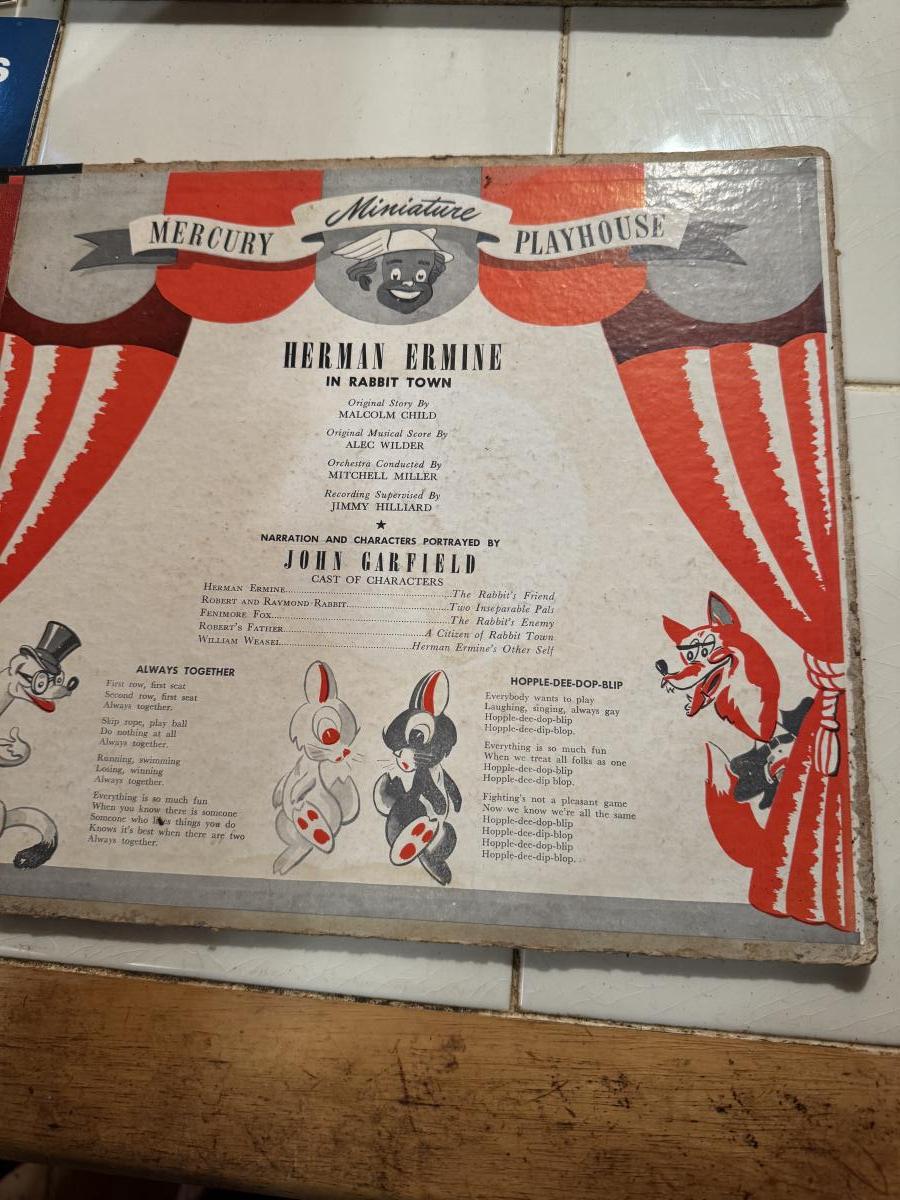 S
MERCURY Miniature PLAYHOUSE
HERMAN ERMINE
IN RABBIT TOWN
Original Story By
MALCOLM CHILD
Original Musical Score By
ALEC WILDER
Orchestra Conducted By
MITCHELL MILLER
Recording Supervised By
JIMMY HILLIARD
NARRATION AND CHARACTERS PORTRAYED BY
JOHN GARFIELD
CAST OF CHARACTERS
HERMAN ERMINE....................The Rabbit's Friend
ROBERT AND RAYMOND RABBIT....................Two Inseparable Pals
FENIMORE FOX....................The Rabbit's Enemy
ROBERT'S FATHER....................A Citizen of Rabbit Town
WILLIAM WEASEL....................Herman Ermine's Other Self
ALWAYS TOGETHER
First row, first seat
Second row, first seat
Always together.
Skip rope, play ball
Do nothing at all
Always together.
Running, swimming
Losing, winning
Always together.
Everything is so much fun
When you know there is someone
Someone who likes things you do
Knows it's best when there are two
Always together.
HOPPLE-DEE-DOP-BLIP
Everybody wants to play
Laughing, singing, always gay
Hopple-dee-dop-blip
Hopple-dee-dip-blop.
Everything is so much fun
When we treat all folks as one
Hopple-dee-dop-blip
Hopple-dee-dip blop.
Fighting's not a pleasant game
Now we know we're all the same
Hopple-dee-dop-blip
Hopple-dee-dip blop
Hopple-dee-dop-blip
Hopple-dee-dip-blop.